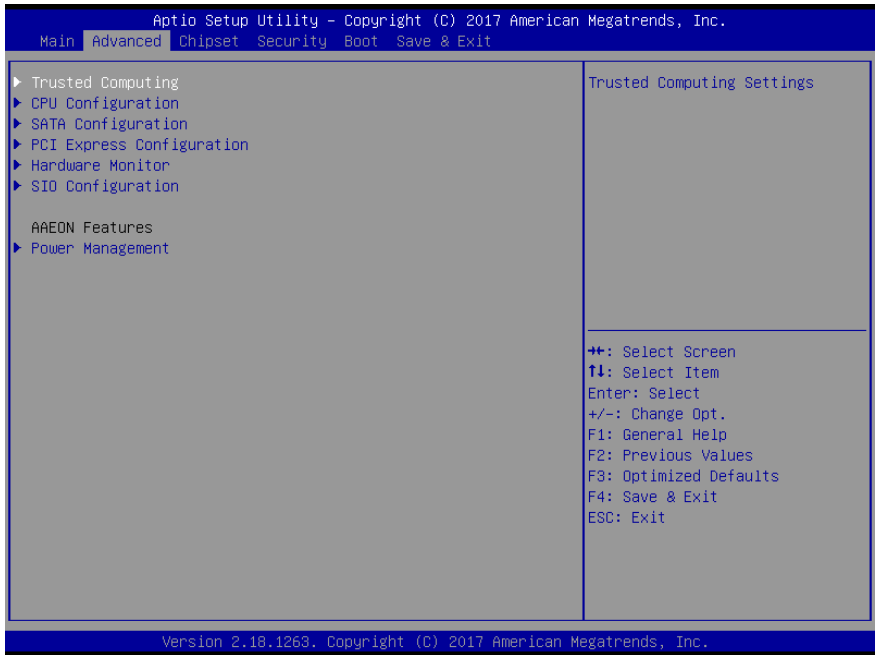 Aptio Setup Utility – Copyright (C) 2017 American Megatrends, Inc.
Main Advanced Chipset Security Boot Save & Exit
Trusted Computing
CPU Configuration
SATA Configuration
PCI Express Configuration
Hardware Monitor
SIO Configuration
AAEON Features
Power Management
Trusted Computing Settings
→←: Select Screen
↑↓: Select Item
Enter: Select
+/-: Change Opt.
F1: General Help
F2: Previous Values
F3: Optimized Defaults
F4: Save & Exit
ESC: Exit
Version 2.18.1263. Copyright (C) 2017 American Megatrends, Inc.